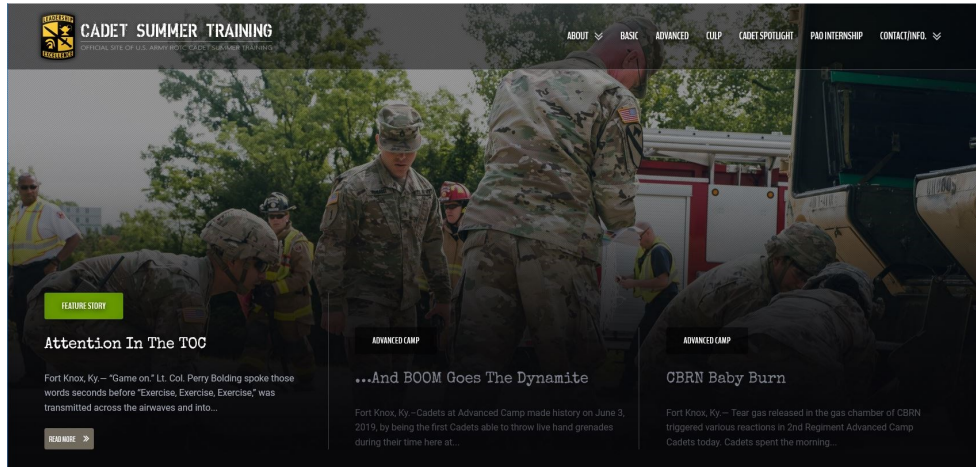 LEADERSHIP
EXCELLENCE
CADET SUMMER TRAINING
OFFICIAL SITE OF U.S. ARMY ROTC CADET SUMMER TRAINING
ABOUT
BASIC
ADVANCED
CULP
CADET SPOTLIGHT
PAO INTERNSHIP
CONTACT/INFO.
FEATURE STORY
Attention In The TOC
Fort Knox, Ky.— “Game on.” Lt. Col. Perry Bolding spoke those
words seconds before “Exercise, Exercise, Exercise,” was
transmitted across the airwaves and into...
READ MORE
ADVANCED CAMP
...And BOOM Goes The Dynamite
Fort Knox, Ky.–Cadets at Advanced Camp made history on June 3,
2019, by being the first Cadets able to throw live hand grenades
during their time here at...
ADVANCED CAMP
CBRN Baby Burn
Fort Knox, Ky.— Tear gas released in the gas chamber of CBRN
triggered various reactions in 2nd Regiment Advanced Camp
Cadets today. Cadets spent the morning...